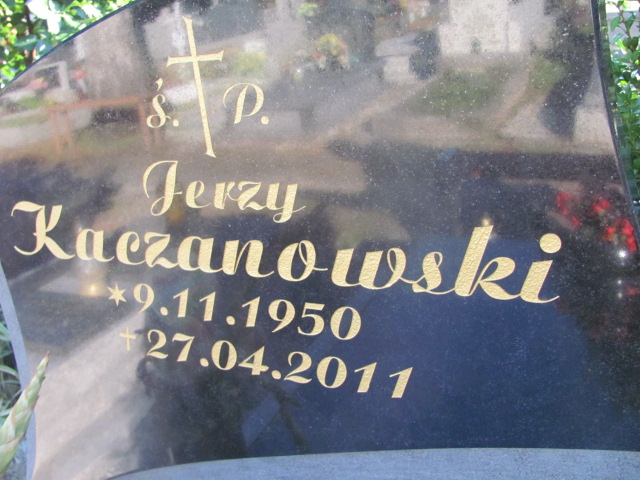 Ś. P.
Jerzy
Kaczanowski
*9.11.1950
†27.04.2011